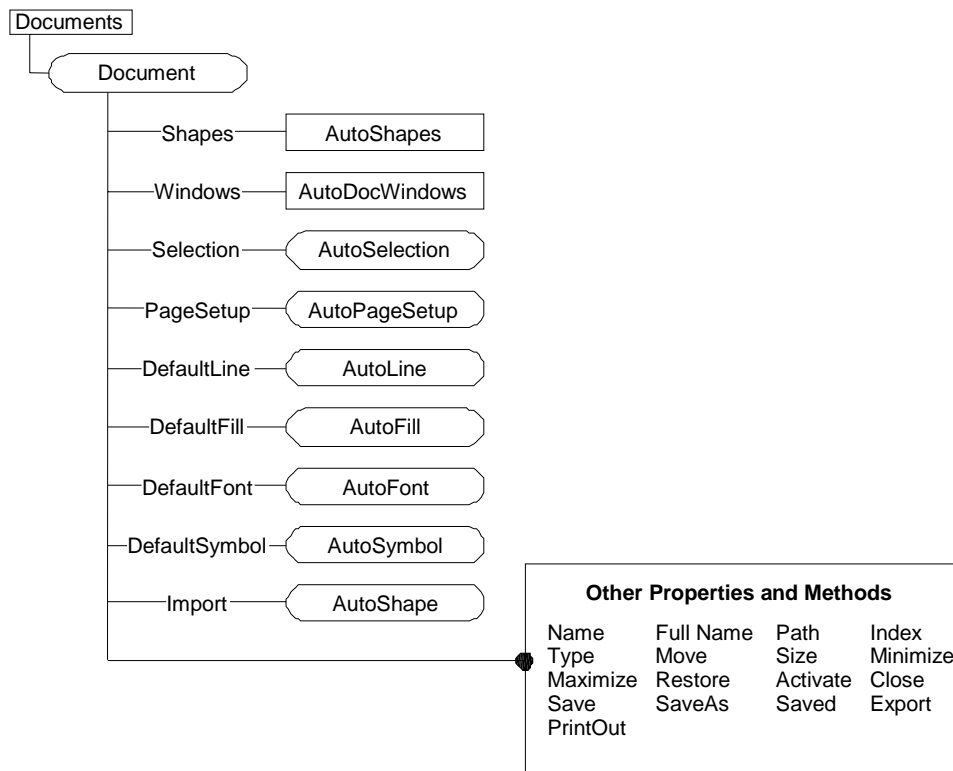 Documents
Document
Shapes AutoShapes
Windows AutoDocWindows
Selection AutoSelection
PageSetup AutoPageSetup
DefaultLine AutoLine
DefaultFill AutoFill
DefaultFont AutoFont
DefaultSymbol AutoSymbol
Import AutoShape
Other Properties and Methods
Name Full Name Path Index
Type Move Size Minimize
Maximize Restore Activate Close
Save SaveAs Saved Export
PrintOut